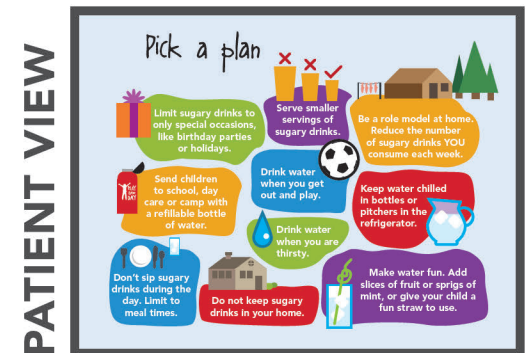 PATIENT VIEW
Pick a plan
Limit sugary drinks to
only special occasions,
like birthday parties
or holidays.
Serve smaller
servings of
sugary drinks.
Be a role model at home.
Reduce the number
of sugary drinks YOU
consume each week.
Send children
to school, day
care or camp with
a refillable bottle
of water.
Drink water
when you get
out and play.
Keep water chilled
in bottles or
pitchers in the
refrigerator.
Drink water
when you are
thirsty.
Don't sip sugary
drinks during the
day. Limit to
meal times.
Do not keep sugary
drinks in your home.
Make water fun. Add
slices of fruit or sprigs of
mint, or give your child a
fun straw to use.